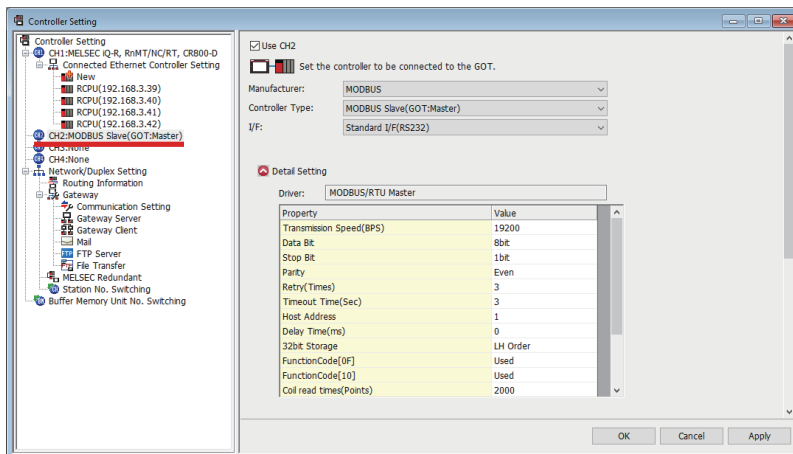 Controller Setting
Controller Setting
CH1:MELSEC iQ-R, RnMT/NC/RT, CR800-D
Connected Ethernet Controller Setting
New
RCPU(192.168.3.39)
RCPU(192.168.3.40)
RCPU(192.168.3.41)
RCPU(192.168.3.42)
CH2:MODBUS Slave(GOT:Master)
CH3:None
CH4:None
Network/Duplex Setting
Routing Information
Gateway
Communication Setting
Gateway Server
Gateway Client
Mail
FTP Server
File Transfer
MELSEC Redundant
Station No. Switching
Buffer Memory Unit No. Switching
Use CH2
Set the controller to be connected to the GOT.
Manufacturer: MODBUS
Controller Type: MODBUS Slave(GOT:Master)
I/F: Standard I/F(RS232)
Detail Setting
Driver: MODBUS/RTU Master
Property Value
Transmission Speed(BPS) 19200
Data Bit 8bit
Stop Bit 1bit
Parity Even
Retry(Times) 3
Timeout Time(Sec) 3
Host Address 1
Delay Time(ms) 0
32bit Storage LH Order
FunctionCode[0F] Used
FunctionCode[10] Used
Coil read times(Points) 2000
OK Cancel Apply